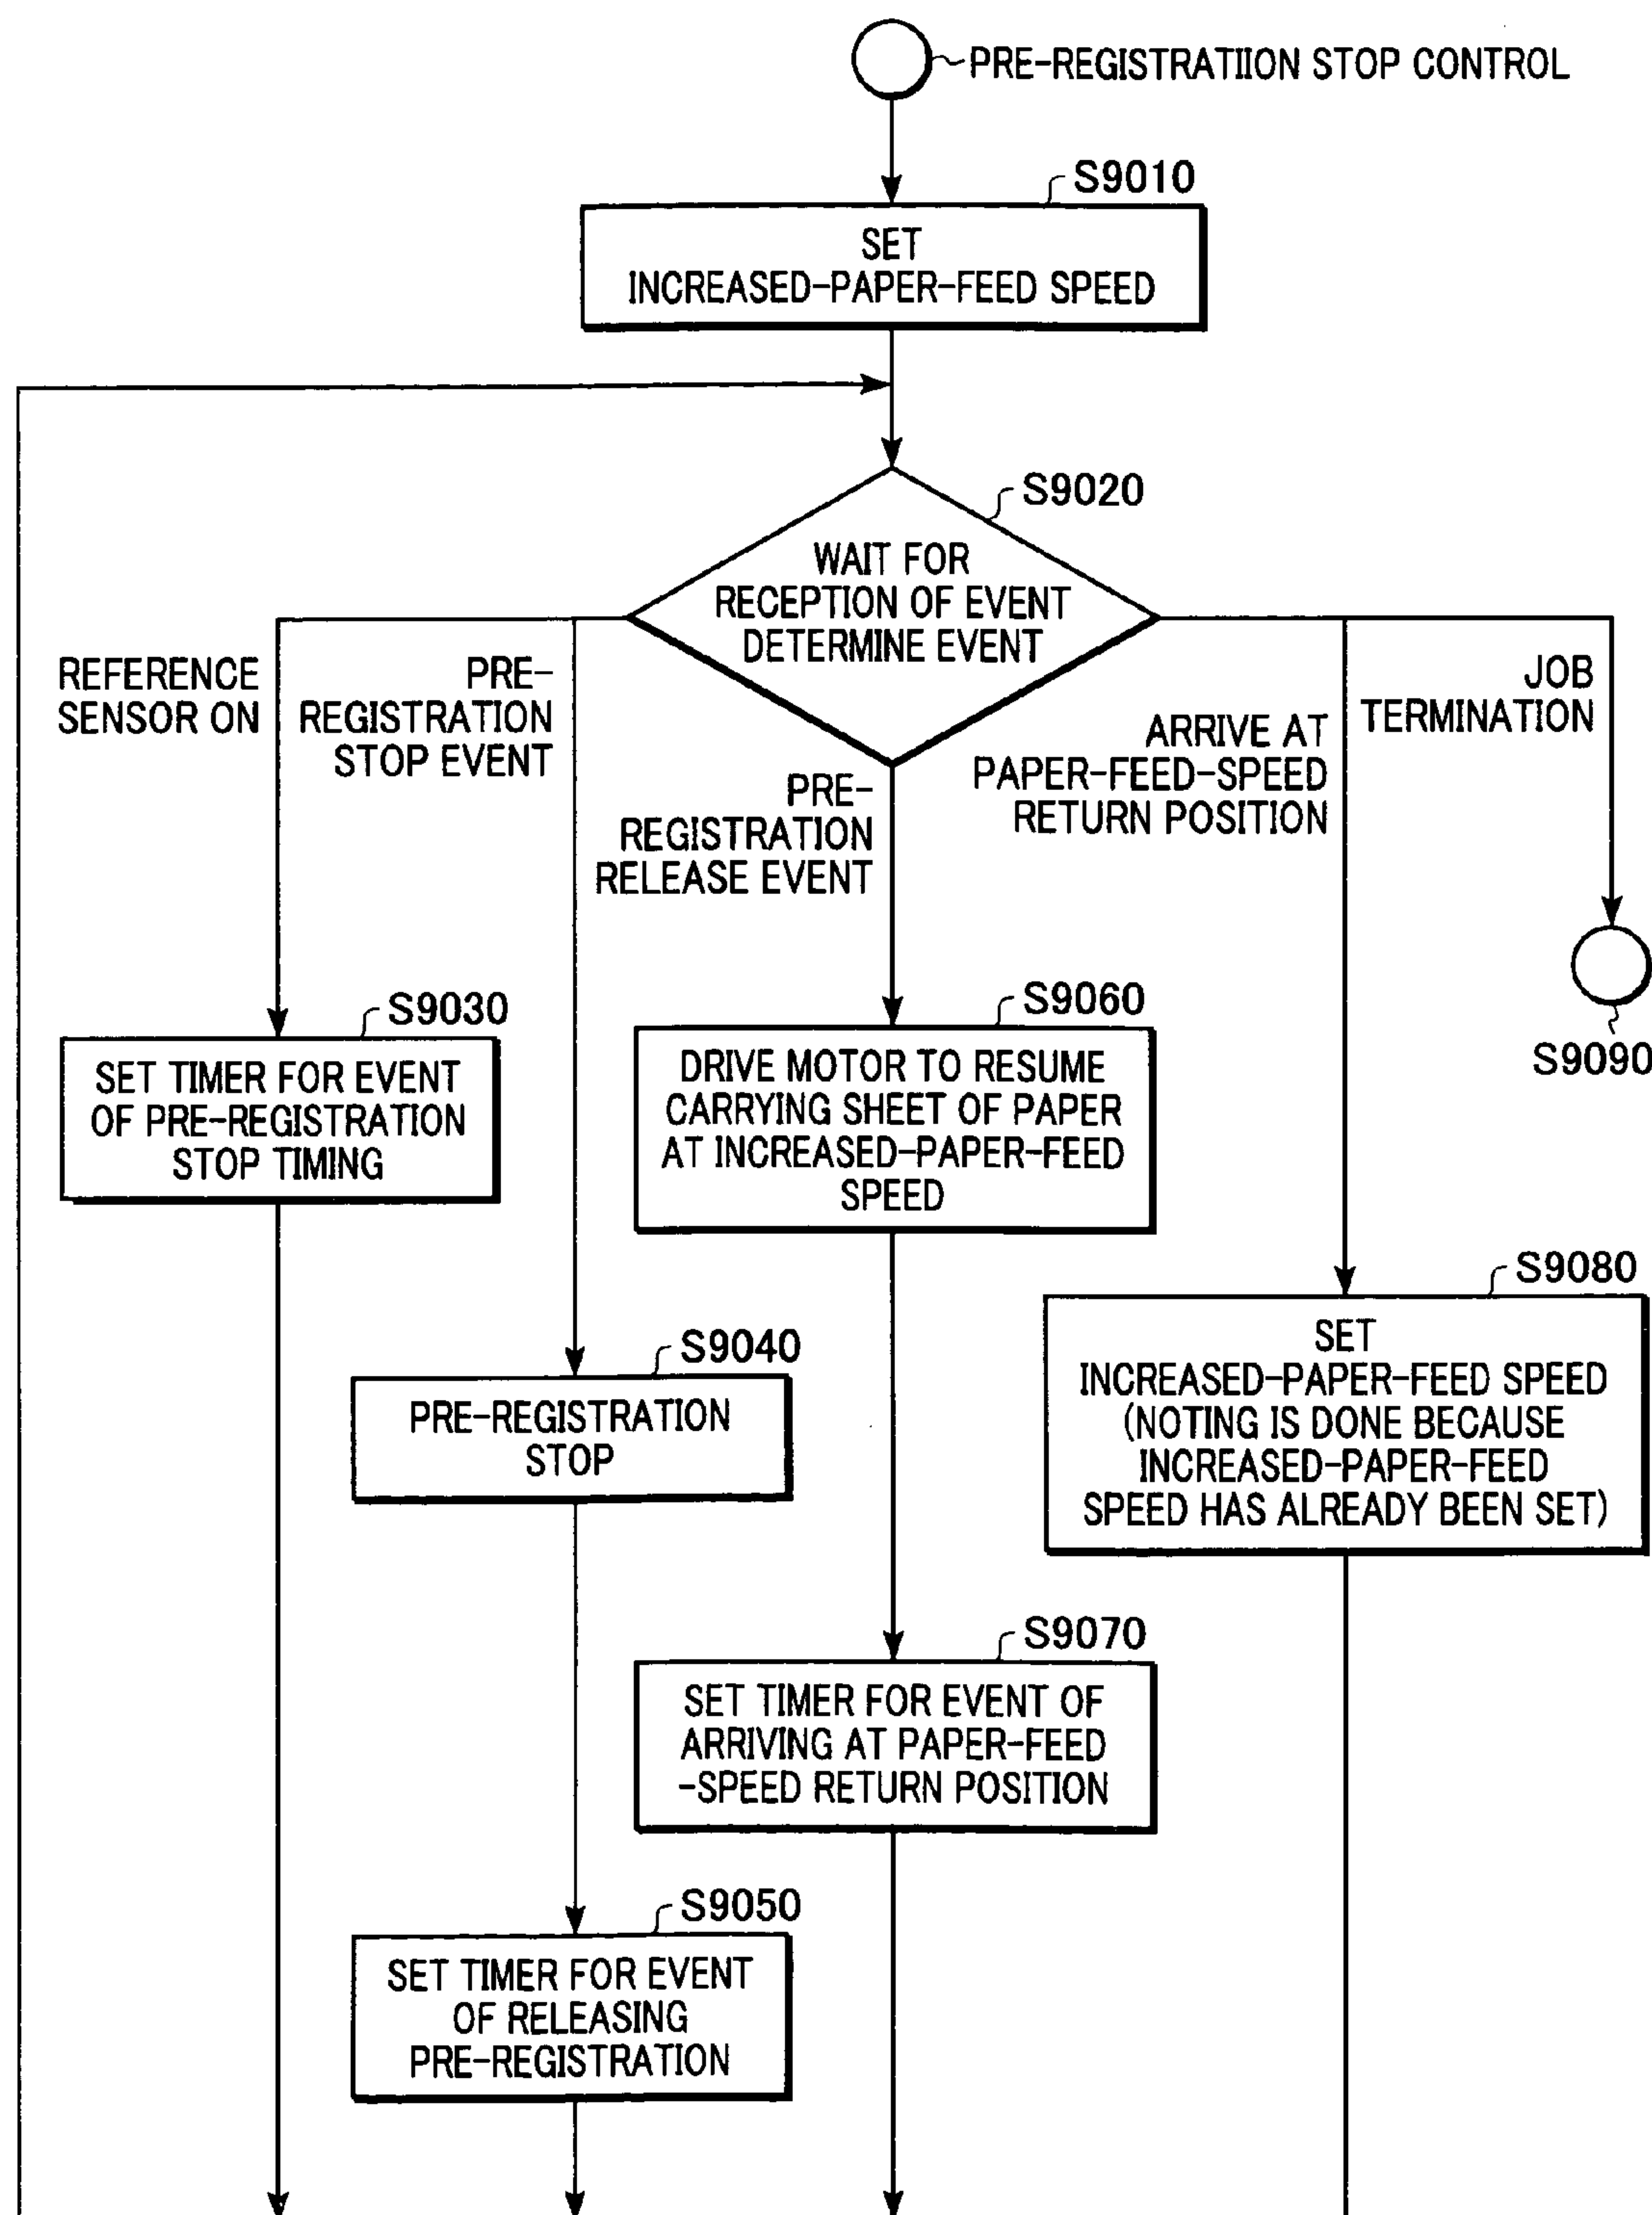 PRE-REGISTRATIION STOP CONTROL
S9010
SET
INCREASED-PAPER-FEED SPEED
S9020
WAIT FOR
RECEPTION OF EVENT
DETERMINE EVENT
REFERENCE
SENSOR ON
PRE-
REGISTRATION
STOP EVENT
PRE-
REGISTRATION
RELEASE EVENT
ARRIVE AT
PAPER-FEED-SPEED
RETURN POSITION
JOB
TERMINATION
S9090
S9030
SET TIMER FOR EVENT
OF PRE-REGISTRATION
STOP TIMING
S9060
DRIVE MOTOR TO RESUME
CARRYING SHEET OF PAPER
AT INCREASED-PAPER-FEED
SPEED
S9080
SET
INCREASED-PAPER-FEED SPEED
(NOTING IS DONE BECAUSE
INCREASED-PAPER-FEED
SPEED HAS ALREADY BEEN SET)
S9040
PRE-REGISTRATION
STOP
S9070
SET TIMER FOR EVENT OF
ARRIVING AT PAPER-FEED
-SPEED RETURN POSITION
S9050
SET TIMER FOR EVENT
OF RELEASING
PRE-REGISTRATION